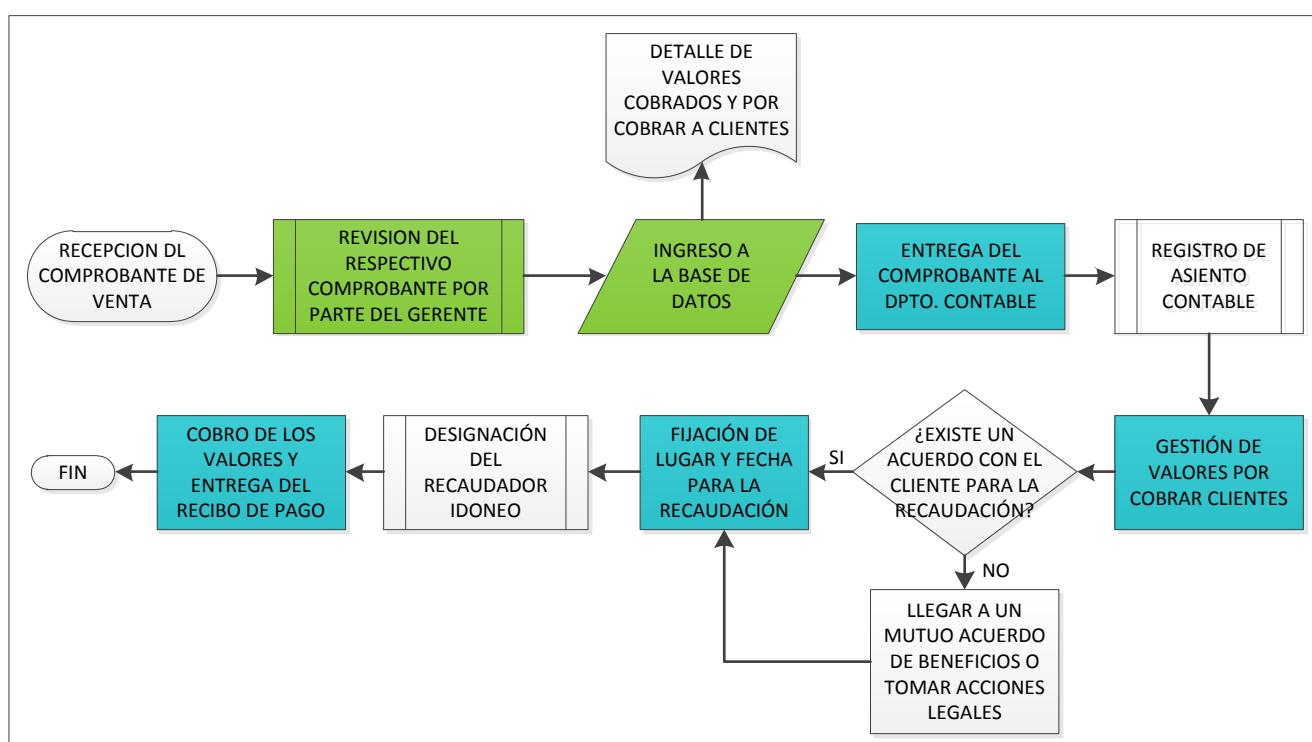 DETALLE DE
VALORES
COBRADOS Y POR
COBRAR A CLIENTES
RECEPCION DL
COMPROBANTE DE
VENTA
REVISION DEL
RESPECTIVO
COMPROBANTE POR
PARTE DEL GERENTE
INGRESO A
LA BASE DE
DATOS
ENTREGA DEL
COMPROBANTE AL
DPTO. CONTABLE
REGISTRO DE
ASIENTO
CONTABLE
GESTIÓN DE
VALORES POR
COBRAR CLIENTES
¿EXISTE UN
ACUERDO CON EL
CLIENTE PARA LA
RECAUDACIÓN?
SI
NO
LLEGAR A UN
MUTUO ACUERDO
DE BENEFICIOS O
TOMAR ACCIONES
LEGALES
FIJACIÓN DE
LUGAR Y FECHA
PARA LA
RECAUDACIÓN
DESIGNACIÓN
DEL
RECAUDADOR
IDONEO
COBRO DE LOS
VALORES Y
ENTREGA DEL
RECIBO DE PAGO
FIN